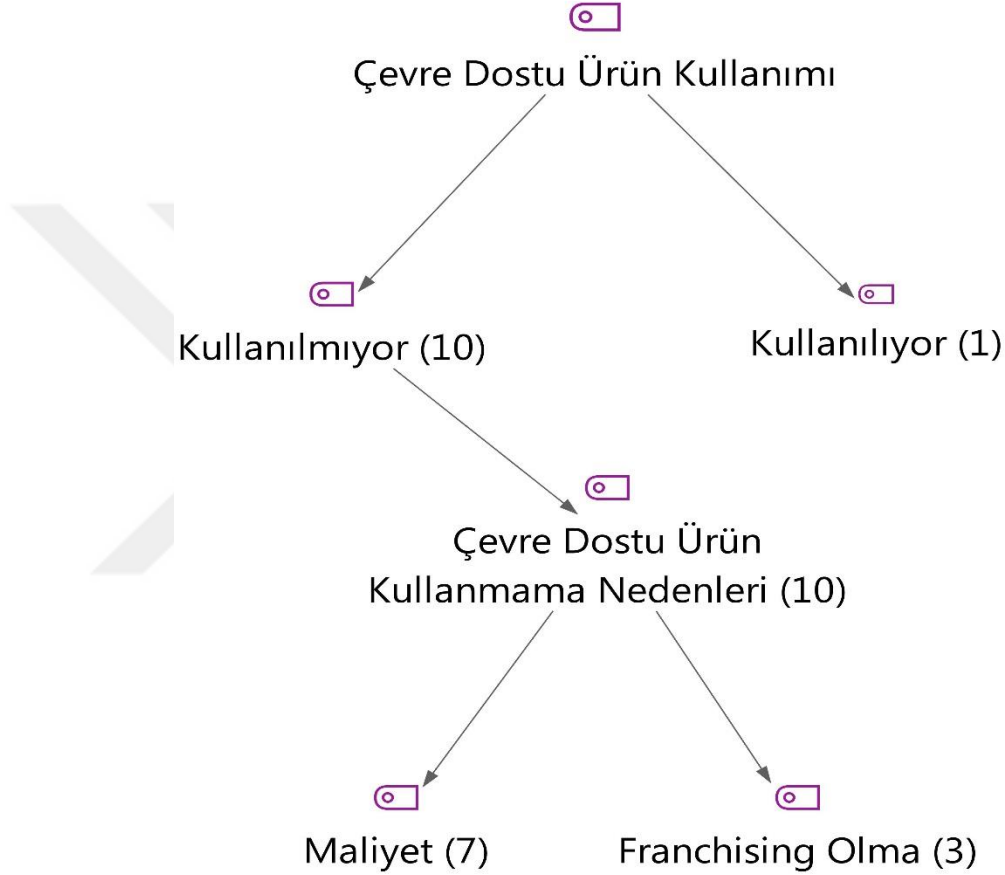 Çevre Dostu Ürün Kullanımı
Kullanılmıyor (10)
Kullanılıyor (1)
Çevre Dostu Ürün
Kullanmama Nedenleri (10)
Maliyet (7)
Franchising Olma (3)